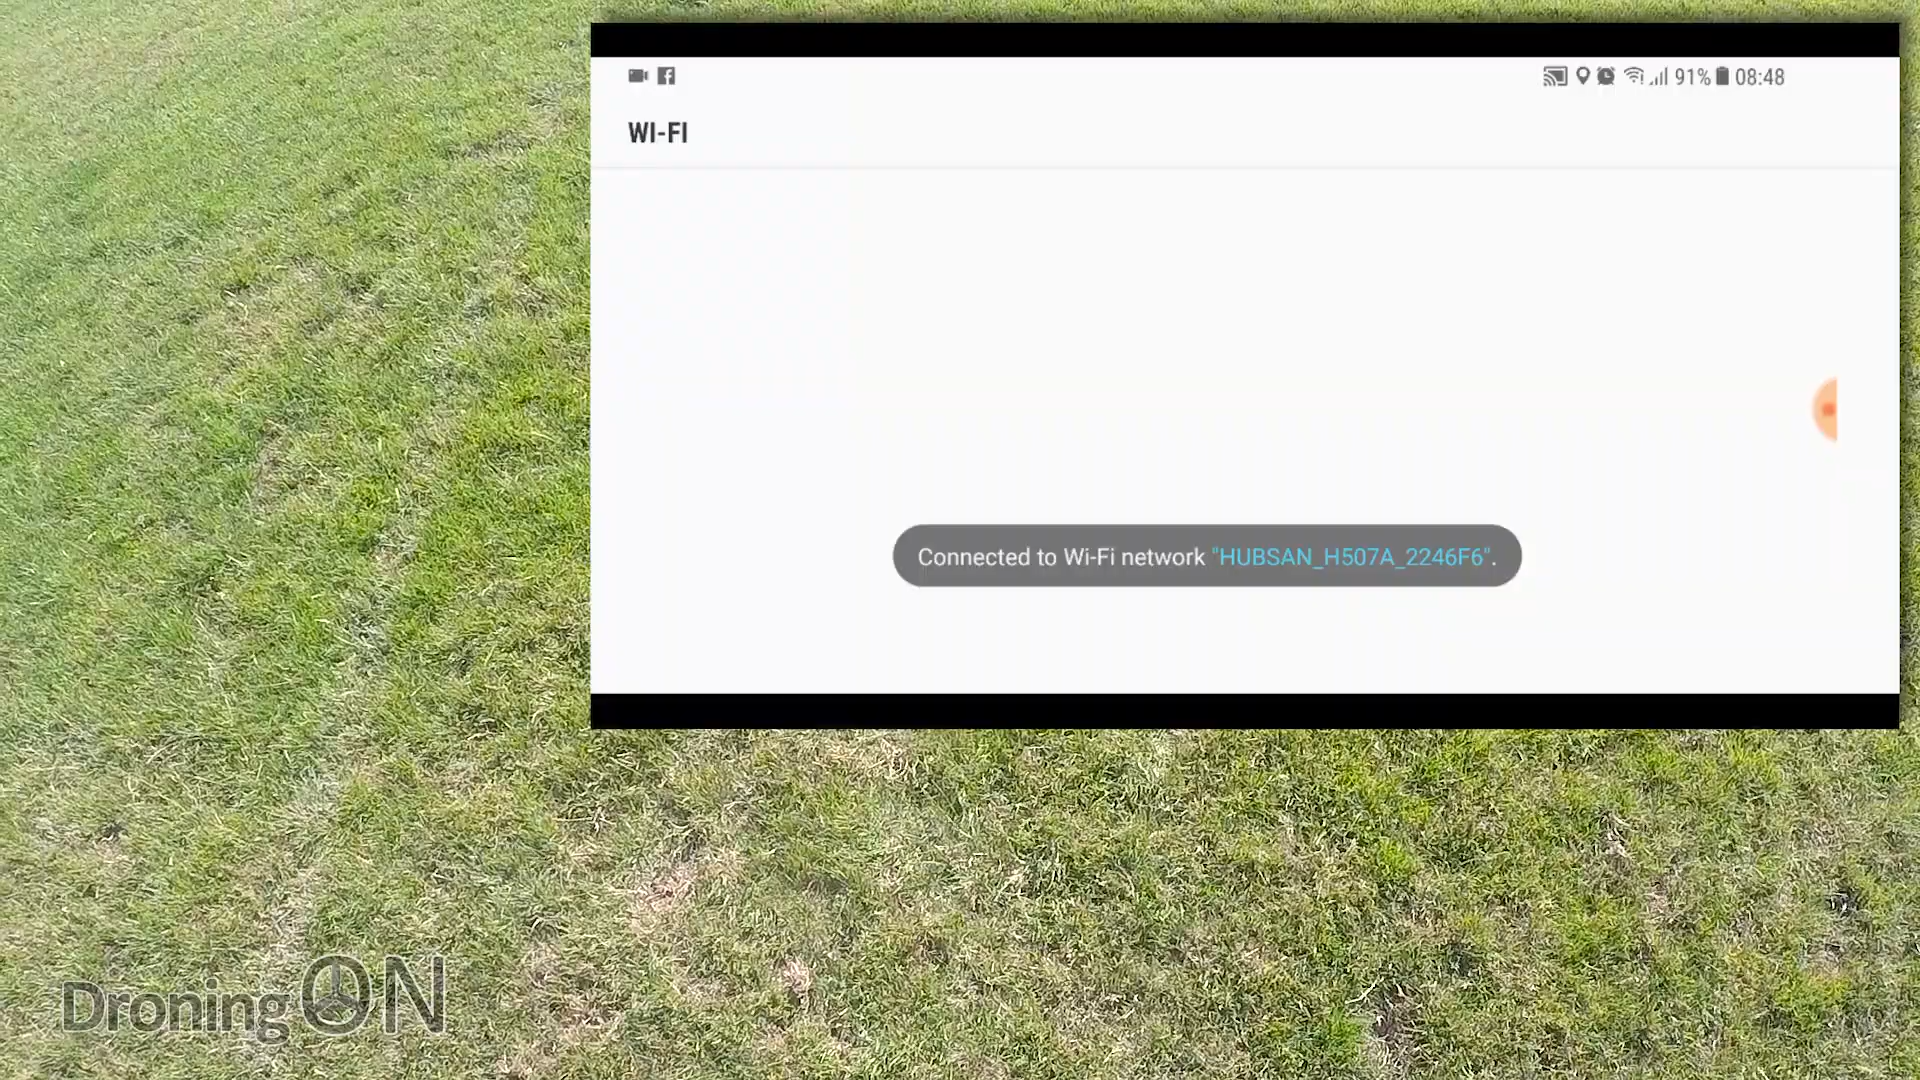 91% 08:48
WI-FI
Connected to Wi-Fi network "HUBSAN_H507A_2246F6".
DroningON